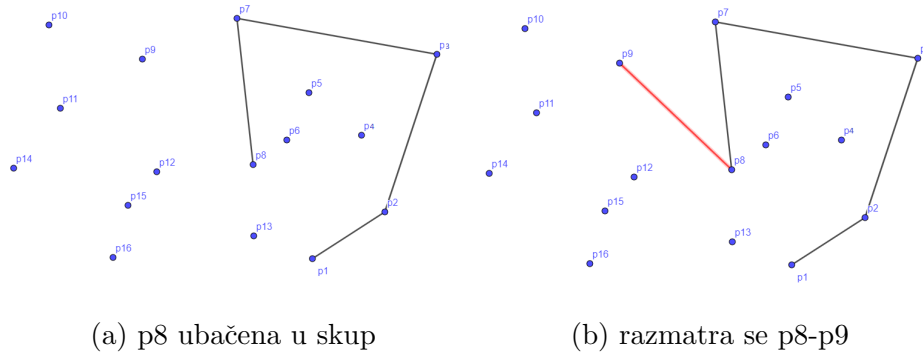 p10
p7
p3
p9
p5
p11
p6
p4
p8
p14
p12
p15
p2
p13
p16
p1
p7
p10
p
p9
p5
p11
p6
p4
p8
p14
p12
p15
p2
p13
p16
p1
(a) p8 ubačena u skup
(b) razmatra se p8-p9